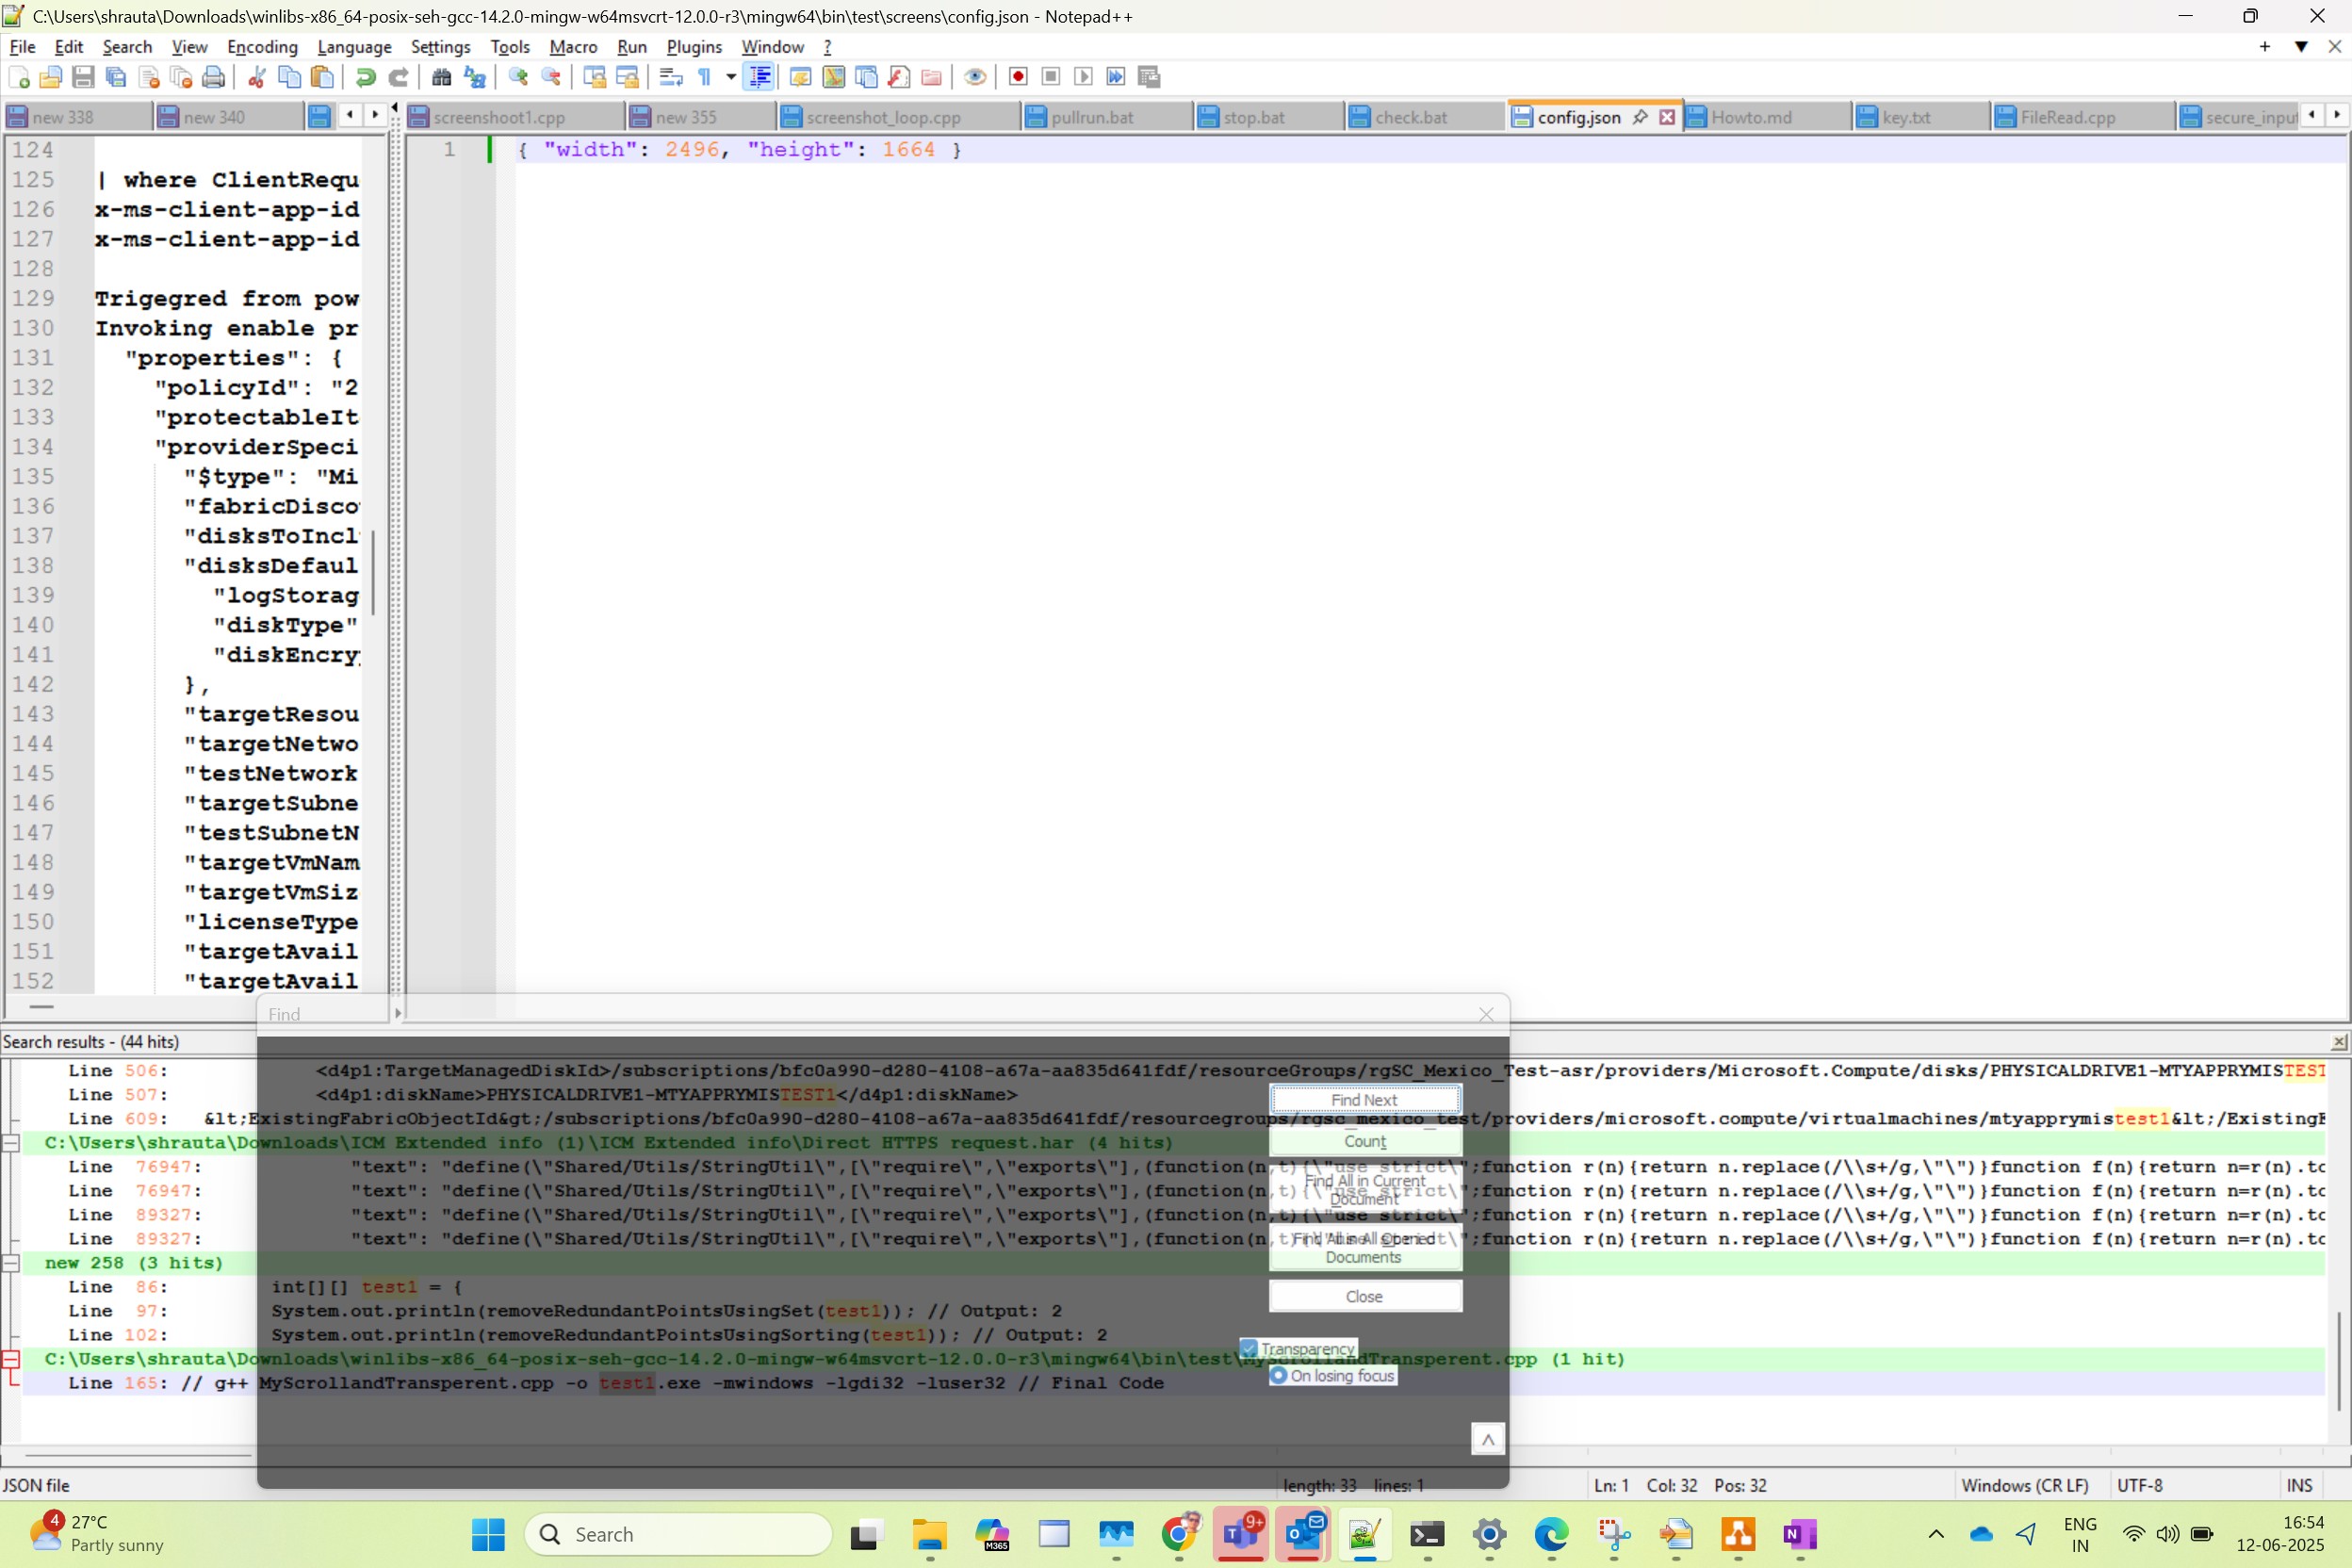 C:\Users\shrauta\Downloads\winlibs-x86_64-posix-seh-gcc-14.2.0-mingw-w64msvcrt-12.0.0-r3\mingw64\bin\test\screens\config.json - Notepad++
File Edit Search View Encoding Language Settings Tools Macro Run Plugins Window ?
new 338 new 340 screenshoot1.cpp new 355 screenshot_loop.cpp pullrun.bat stop.bat check.bat config.json Howto.md key.txt FileRead.cpp secure_input
124
125 | where ClientRequ
126 x-ms-client-app-id
127 x-ms-client-app-id
128
129 Trigegred from pow
130 Invoking enable pr
131 "properties": {
132 "policyId": "2
133 "protectableIt
134 "providerSpeci
135 "$type": "Mi
136 "fabricDisco
137 "disksToIncl
138 "disksDefaul
139 "logStorag
140 "diskType"
141 "diskEncry
142 },
143 "targetResou
144 "targetNetwo
145 "testNetwork
146 "targetSubne
147 "testSubnetN
148 "targetVmNam
149 "targetVmSiz
150 "licenseType
151 "targetAvail
152 "targetAvail
1 { "width": 2496, "height": 1664 }
Find
Search results - (44 hits)
Line 506: <d4p1:TargetManagedDiskId>/subscriptions/bfc0a990-d280-4108-a67a-aa835d641fdf/resourceGroups/rgSC_Mexico_Test-asr/providers/Microsoft.Compute/disks/PHYSICALDRIVE1-MTYAPPRYMISTEST
Line 507: <d4p1:diskName>PHYSICALDRIVE1-MTYAPPRYMISTEST1</d4p1:diskName>
Line 609: &lt;ExistingFabricObjectId&gt;/subscriptions/bfc0a990-d280-4108-a67a-aa835d641fdf/resourcegroups/rgsc_mexico_test/providers/microsoft.compute/virtualmachines/mtyapprymistest1&lt;/ExistingF
C:\Users\shrauta\Downloads\ICM Extended info (1)\ICM Extended info\Direct HTTPS request.har (4 hits)
Line 76947: "text": "define(\"Shared/Utils/StringUtil\",[\"require\",\"exports\"],(function(n,t){\"use strict\";function r(n){return n.replace(/\\s+/g,\"\")}function f(n){return n=r(n).to
Line 76947: "text": "define(\"Shared/Utils/StringUtil\",[\"require\",\"exports\"],(function(n,t){\"use strict\";function r(n){return n.replace(/\\s+/g,\"\")}function f(n){return n=r(n).to
Line 89327: "text": "define(\"Shared/Utils/StringUtil\",[\"require\",\"exports\"],(function(n,t){\"use strict\";function r(n){return n.replace(/\\s+/g,\"\")}function f(n){return n=r(n).to
Line 89327: "text": "define(\"Shared/Utils/StringUtil\",[\"require\",\"exports\"],(function(n,t){\"use strict\";function r(n){return n.replace(/\\s+/g,\"\")}function f(n){return n=r(n).to
new 258 (3 hits)
Line 86: int[][] test1 = {
Line 97: System.out.println(removeRedundantPointsUsingSet(test1)); // Output: 2
Line 102: System.out.println(removeRedundantPointsUsingSorting(test1)); // Output: 2
C:\Users\shrauta\Downloads\winlibs-x86_64-posix-seh-gcc-14.2.0-mingw-w64msvcrt-12.0.0-r3\mingw64\bin\test\MyScrollandTransperent.cpp (1 hit)
Line 165: // g++ MyScrollandTransperent.cpp -o test1.exe -mwindows -lgdi32 -luser32 // Final Code
Find Next
Count
Find All in Current
Document
Find All in All Opened
Documents
Close
Transparency
On losing focus
JSON file length: 33 lines: 1 Ln: 1 Col: 32 Pos: 32 Windows (CR LF) UTF-8 INS
4
27°C
Partly sunny
Search
M365
9+
ENG
IN
16:54
12-06-2025